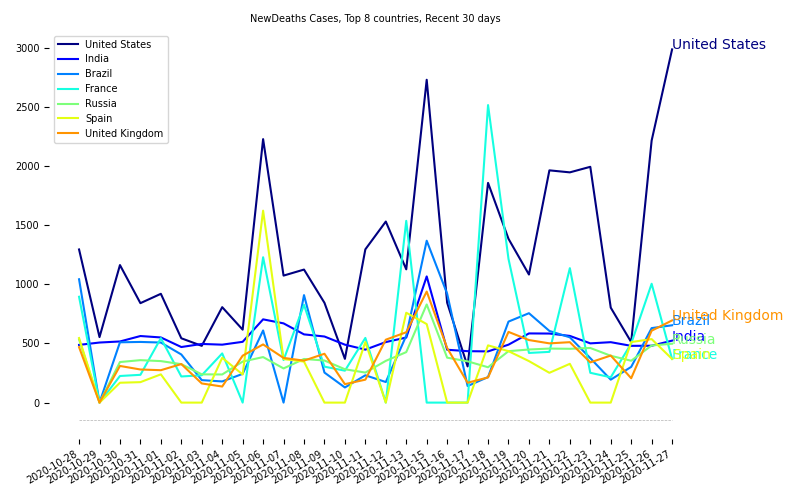 NewDeaths Cases, Top 8 countries, Recent 30 days
United States
India
Brazil
France
Russia
Spain
United Kingdom
3000
2500
2000
1500
1000
500
0
United States
United Kingdom
Brazil
India
Russia
Spain
France
2020-10-28
2020-10-29
2020-10-30
2020-10-31
2020-11-01
2020-11-02
2020-11-03
2020-11-04
2020-11-05
2020-11-06
2020-11-07
2020-11-08
2020-11-09
2020-11-10
2020-11-11
2020-11-12
2020-11-13
2020-11-15
2020-11-16
2020-11-17
2020-11-18
2020-11-19
2020-11-20
2020-11-21
2020-11-22
2020-11-23
2020-11-24
2020-11-25
2020-11-26
2020-11-27